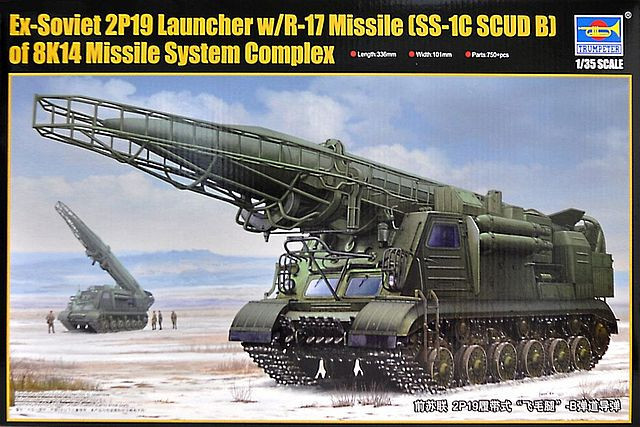 Ex-Soviet 2P19 Launcher w/R-17 Missile (SS-1C SCUD B)
of 8K14 Missile System Complex
Length:336mm
Width:101mm
Parts:750+pcs
TRUMPETER
1/35 SCALE
前苏联 2P19履带式“飞毛腿”-B弹道导弹